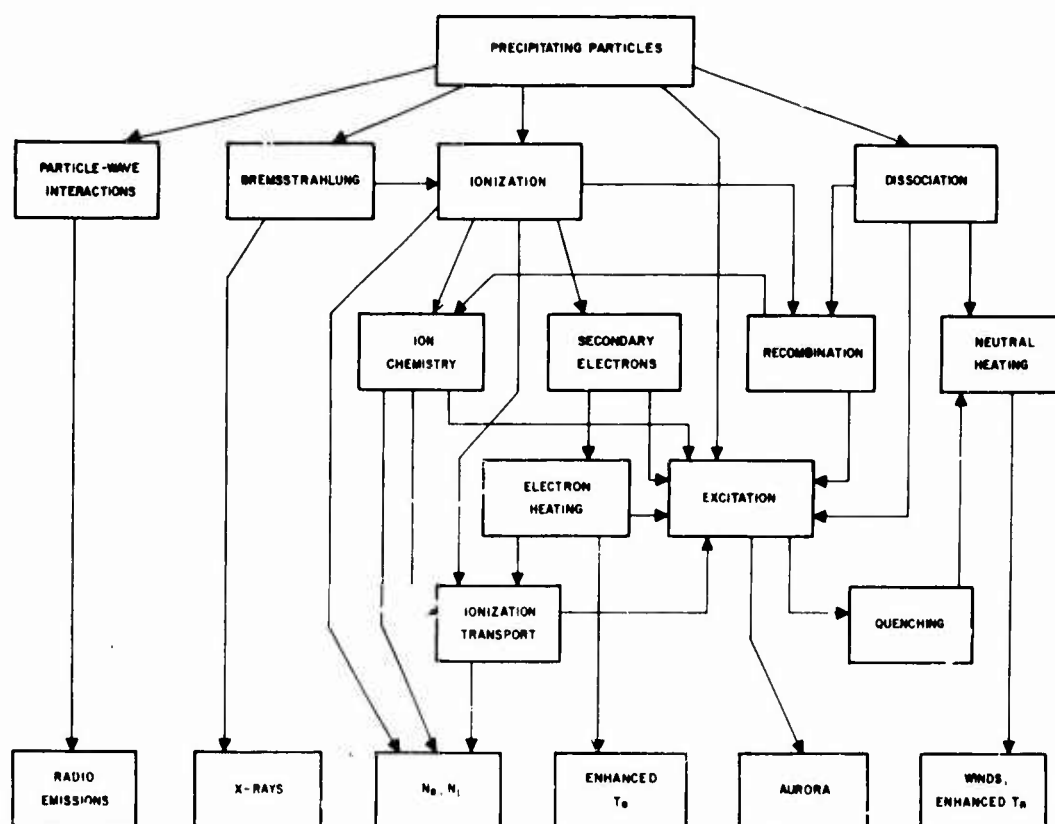 PRECIPITATING PARTICLES
PARTICLE-WAVE
INTERACTIONS
BREMSSTRAHLUNG
IONIZATION
DISSOCIATION
ION
CHEMISTRY
SECONDARY
ELECTRONS
RECOMBINATION
NEUTRAL
HEATING
ELECTRON
HEATING
EXCITATION
IONIZATION
TRANSPORT
QUENCHING
RADIO
EMISSIONS
X-RAYS
Ne, Ni
ENHANCED
Te
AURORA
WINDS,
ENHANCED Tn